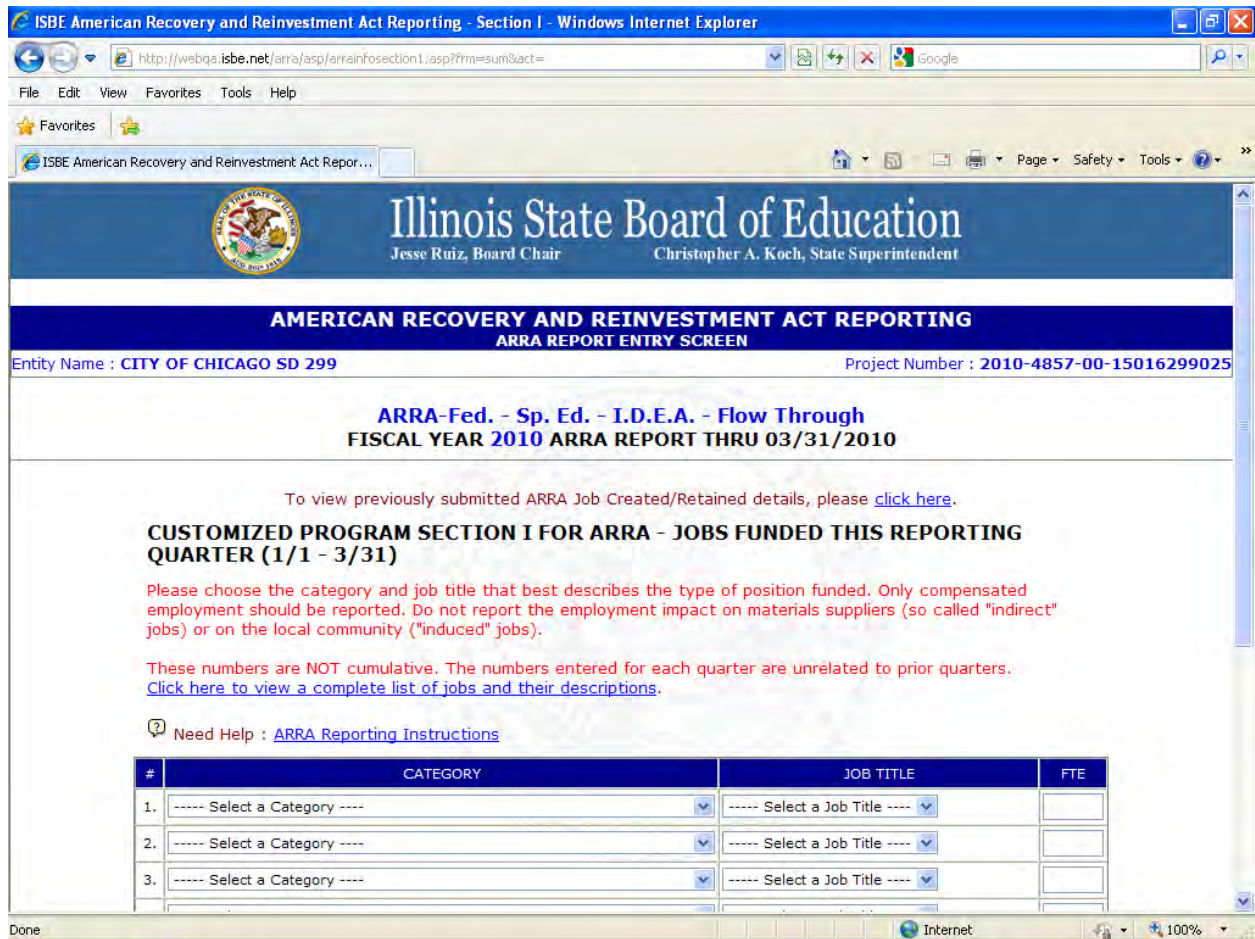 ISBE American Recovery and Reinvestment Act Reporting - Section I - Windows Internet Explorer
http://webqa.isbe.net/arra/asp/arrainfosection1.asp?frm=sum&act=
Google
File Edit View Favorites Tools Help
Favorites
ISBE American Recovery and Reinvestment Act Repor...
Page Safety Tools
Illinois State Board of Education
Jesse Ruiz, Board Chair Christopher A. Koch, State Superintendent
AMERICAN RECOVERY AND REINVESTMENT ACT REPORTING
ARRA REPORT ENTRY SCREEN
Entity Name : CITY OF CHICAGO SD 299 Project Number : 2010-4857-00-15016299025
ARRA-Fed. - Sp. Ed. - I.D.E.A. - Flow Through
FISCAL YEAR 2010 ARRA REPORT THRU 03/31/2010
To view previously submitted ARRA Job Created/Retained details, please click here.
CUSTOMIZED PROGRAM SECTION I FOR ARRA - JOBS FUNDED THIS REPORTING
QUARTER (1/1 - 3/31)
Please choose the category and job title that best describes the type of position funded. Only compensated
employment should be reported. Do not report the employment impact on materials suppliers (so called "indirect"
jobs) or on the local community ("induced" jobs).
These numbers are NOT cumulative. The numbers entered for each quarter are unrelated to prior quarters.
Click here to view a complete list of jobs and their descriptions.
Need Help : ARRA Reporting Instructions
# CATEGORY JOB TITLE FTE
1. ----- Select a Category ---- ----- Select a Job Title ----
2. ----- Select a Category ---- ----- Select a Job Title ----
3. ----- Select a Category ---- ----- Select a Job Title ----
Done Internet 100%